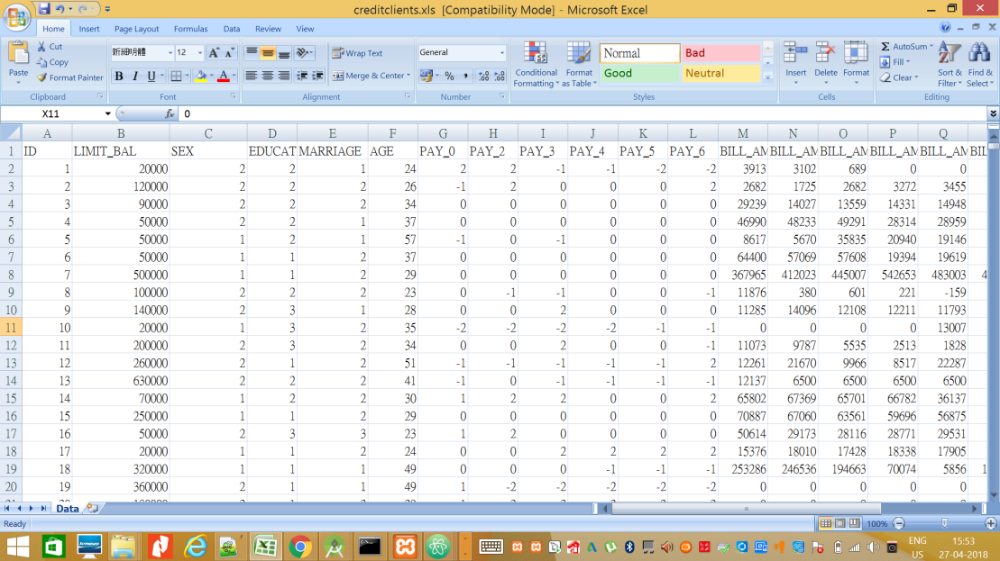 creditclients.xls [Compatibility Mode] - Microsoft Excel
Home Insert Page Layout Formulas Data Review View
Paste Cut Copy Format Painter
新細明體 12 A A Wrap Text General Conditional Formatting Format as Table Normal Bad Insert Delete Format AutoSum Fill Clear Sort & Filter Find & Select
B I U A Merge & Center % , .0 .00 .00 .0 Good Neutral
Clipboard Font Alignment Number Styles Cells Editing
X11 fx 0
A B C D E F G H I J K L M N O P Q
1 ID LIMIT_BAL SEX EDUCAT MARRIAGE AGE PAY_0 PAY_2 PAY_3 PAY_4 PAY_5 PAY_6 BILL_AM BILL_AM BILL_AM BILL_AM BILL_AM BIL
2 1 20000 2 2 1 24 2 2 -1 -1 -2 -2 3913 3102 689 0 0
3 2 120000 2 2 2 26 -1 2 0 0 0 2 2682 1725 2682 3272 3455
4 3 90000 2 2 2 34 0 0 0 0 0 0 29239 14027 13559 14331 14948
5 4 50000 2 2 1 37 0 0 0 0 0 0 46990 48233 49291 28314 28959
6 5 50000 1 2 1 57 -1 0 -1 0 0 0 8617 5670 35835 20940 19146
7 6 50000 1 1 2 37 0 0 0 0 0 0 64400 57069 57608 19394 19619
8 7 500000 1 1 2 29 0 0 0 0 0 0 367965 412023 445007 542653 483003 4
9 8 100000 2 2 2 23 0 -1 -1 0 0 -1 11876 380 601 221 -159
10 9 140000 2 3 1 28 0 0 2 0 0 0 11285 14096 12108 12211 11793
11 10 20000 1 3 2 35 -2 -2 -2 -2 -1 -1 0 0 0 0 13007
12 11 200000 2 3 2 34 0 0 2 0 0 -1 11073 9787 5535 2513 1828
13 12 260000 2 1 2 51 -1 -1 -1 -1 -1 2 12261 21670 9966 8517 22287
14 13 630000 2 2 2 41 -1 0 -1 -1 -1 -1 12137 6500 6500 6500 6500
15 14 70000 1 2 2 30 1 2 2 0 0 2 65802 67369 65701 66782 36137
16 15 250000 1 1 2 29 0 0 0 0 0 0 70887 67060 63561 59696 56875
17 16 50000 2 3 3 23 1 2 0 0 0 0 50614 29173 28116 28771 29531
18 17 20000 1 1 2 24 0 0 2 2 2 2 15376 18010 17428 18338 17905
19 18 320000 1 1 1 49 0 0 0 -1 -1 -1 253286 246536 194663 70074 5856 1
20 19 360000 2 1 1 49 1 -2 -2 -2 -2 -2 0 0 0 0 0
Data
Ready 100%
lenovo ENG 15:53
US 27-04-2018